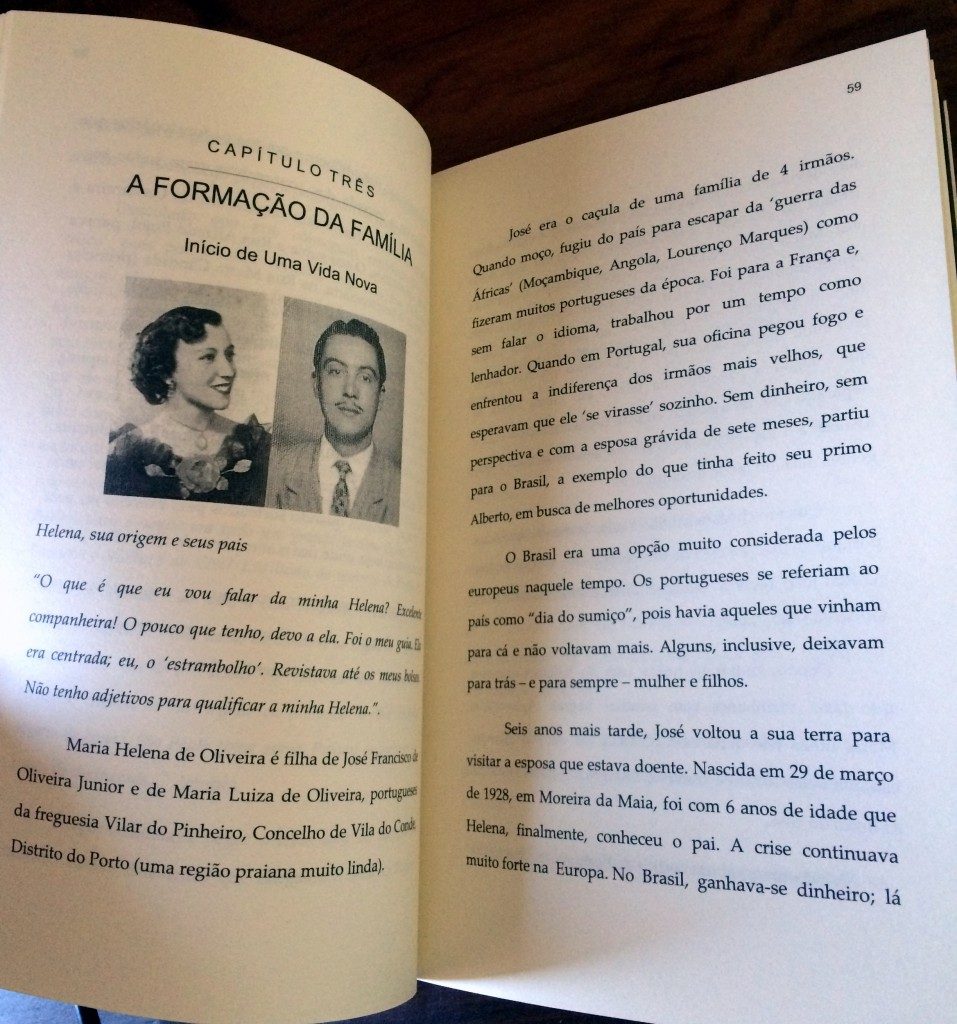 CAPÍTULO TRÊS
A FORMAÇÃO DA FAMÍLIA
Início de Uma Vida Nova
Helena, sua origem e seus pais
“O que é que eu vou falar da minha Helena? Excelente
companheira! O pouco que tenho, devo a ela. Foi o meu guia. Ela
era centrada; eu, o ‘estrambolho’. Revistava até os meus bolsos.
Não tenho adjetivos para qualificar a minha Helena.”.
Maria Helena de Oliveira é filha de José Francisco de
Oliveira Junior e de Maria Luiza de Oliveira, portugueses
da freguesia Vilar do Pinheiro, Concelho de Vila do Conde,
Distrito do Porto (uma região praiana muito linda).
59
José era o caçula de uma família de 4 irmãos.
Quando moço, fugiu do país para escapar da ‘guerra das
Áfricas’ (Moçambique, Angola, Lourenço Marques) como
fizeram muitos portugueses da época. Foi para a França e,
sem falar o idioma, trabalhou por um tempo como
lenhador. Quando em Portugal, sua oficina pegou fogo e
enfrentou a indiferença dos irmãos mais velhos, que
esperavam que ele ‘se virasse’ sozinho. Sem dinheiro, sem
perspectiva e com a esposa grávida de sete meses, partiu
para o Brasil, a exemplo do que tinha feito seu primo
Alberto, em busca de melhores oportunidades.
O Brasil era uma opção muito considerada pelos
europeus naquele tempo. Os portugueses se referiam ao
país como “dia do sumiço”, pois havia aqueles que vinham
para cá e não voltavam mais. Alguns, inclusive, deixavam
para trás – e para sempre – mulher e filhos.
Seis anos mais tarde, José voltou a sua terra para
visitar a esposa que estava doente. Nascida em 29 de março
de 1928, em Moreira da Maia, foi com 6 anos de idade que
Helena, finalmente, conheceu o pai. A crise continuava
muito forte na Europa. No Brasil, ganhava-se dinheiro; lá